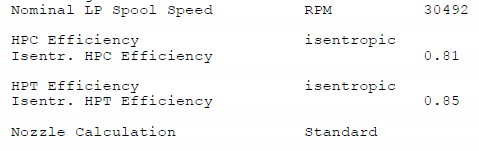 Nominal LP Spool Speed RPM 30492
HPC Efficiency isentropic
Isentr. HPC Efficiency 0.81
HPT Efficiency isentropic
Isentr. HPT Efficiency 0.85
Nozzle Calculation Standard